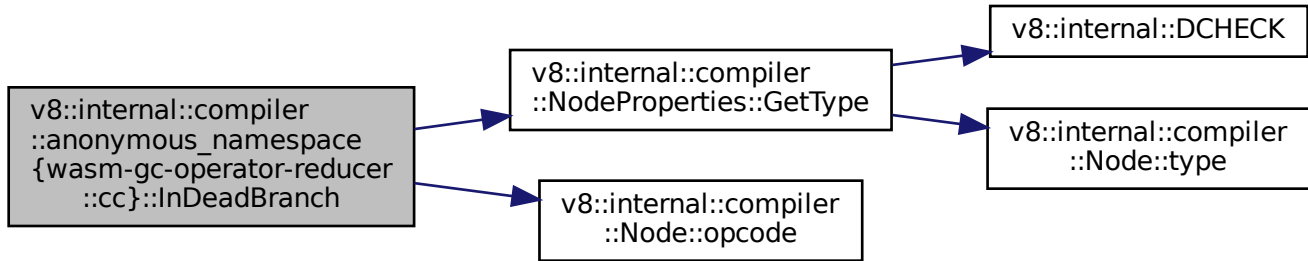 v8::internal::compiler
::anonymous_namespace
{wasm-gc-operator-reducer
::cc}::InDeadBranch
v8::internal::compiler
::NodeProperties::GetType
v8::internal::DCHECK
v8::internal::compiler
::Node::type
v8::internal::compiler
::Node::opcode